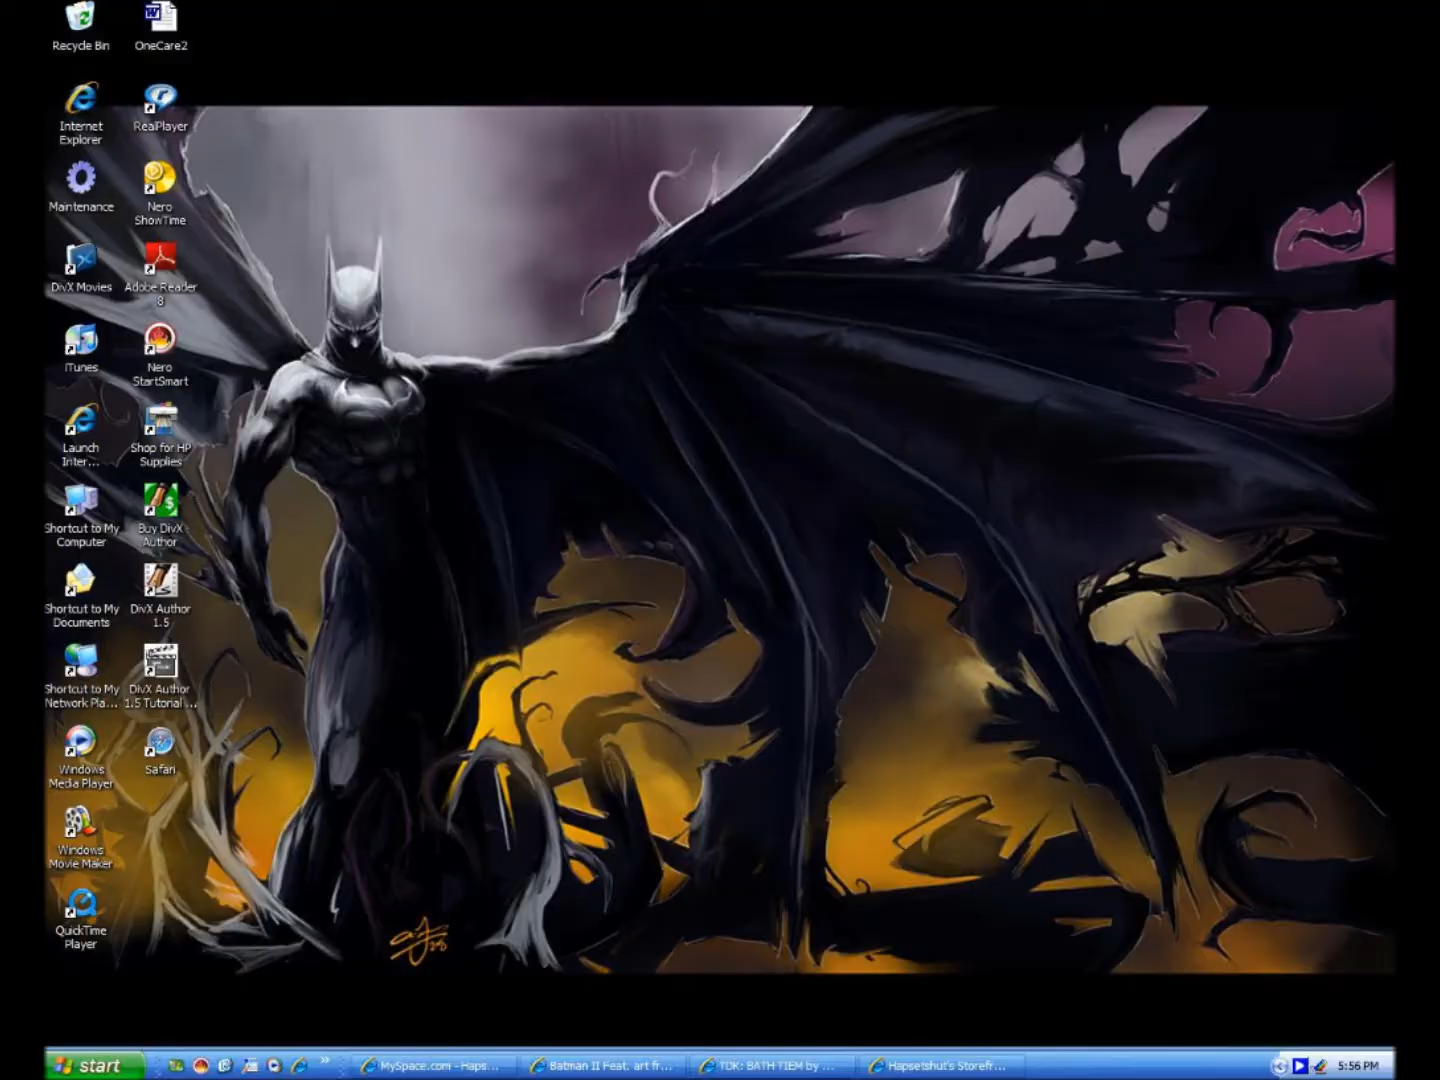 Recycle Bin
OneCare2
Internet
Explorer
RealPlayer
Maintenance
Nero
ShowTime
DivX Movies
Adobe Reader
8
iTunes
Nero
StartSmart
Launch
Inter...
Shop for HP
Supplies
Shortcut to My
Computer
Buy DivX
Author
Shortcut to My
Documents
DivX Author
1.5
Shortcut to My
Network Pla...
DivX Author
1.5 Tutorial ...
Windows
Media Player
Safari
Windows
Movie Maker
QuickTime
Player
start
MySpace.com - Haps...
Batman II Feat. art fr...
TDK: BATH TIEM by ...
Hapsetshut's Storefr...
5:56 PM